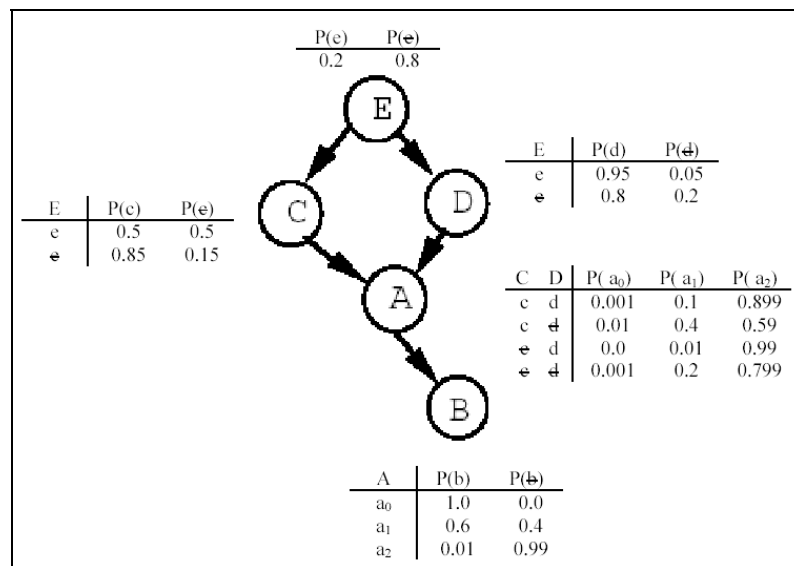 P(e) P(e̶)
0.2 0.8
E
E P(d) P(d̶)
e 0.95 0.05
e̶ 0.8 0.2
E P(c) P(c̶)
e 0.5 0.5
e̶ 0.85 0.15
C
D
C D P( a₀) P( a₁) P( a₂)
c d 0.001 0.1 0.899
c d̶ 0.01 0.4 0.59
c̶ d 0.0 0.01 0.99
c̶ d̶ 0.001 0.2 0.799
A
B
A P(b) P(b̶)
a₀ 1.0 0.0
a₁ 0.6 0.4
a₂ 0.01 0.99